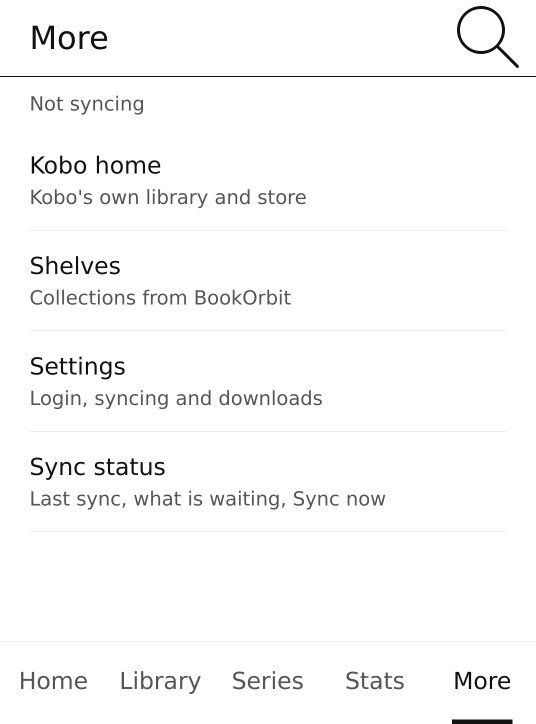 More
Not syncing
Kobo home
Kobo's own library and store
Shelves
Collections from BookOrbit
Settings
Login, syncing and downloads
Sync status
Last sync, what is waiting, Sync now
Home Library Series Stats More